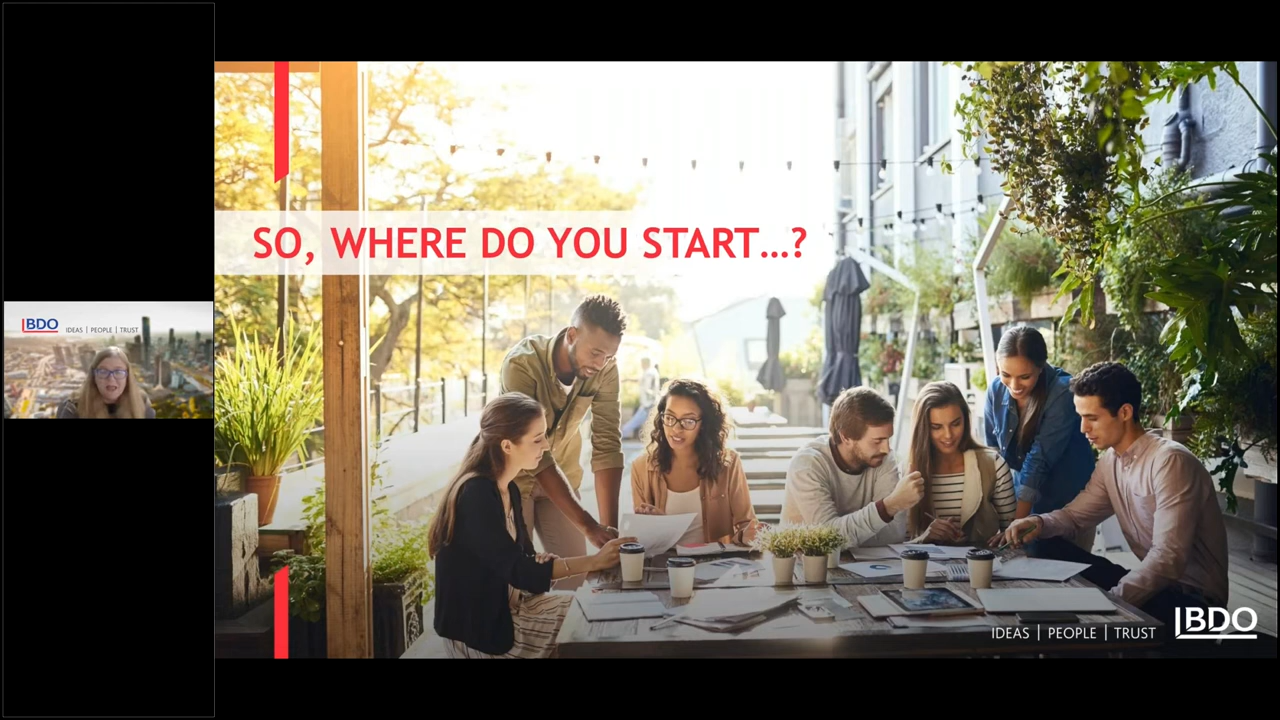 SO, WHERE DO YOU START...?
BDO IDEAS | PEOPLE | TRUST
IDEAS | PEOPLE | TRUST BDO